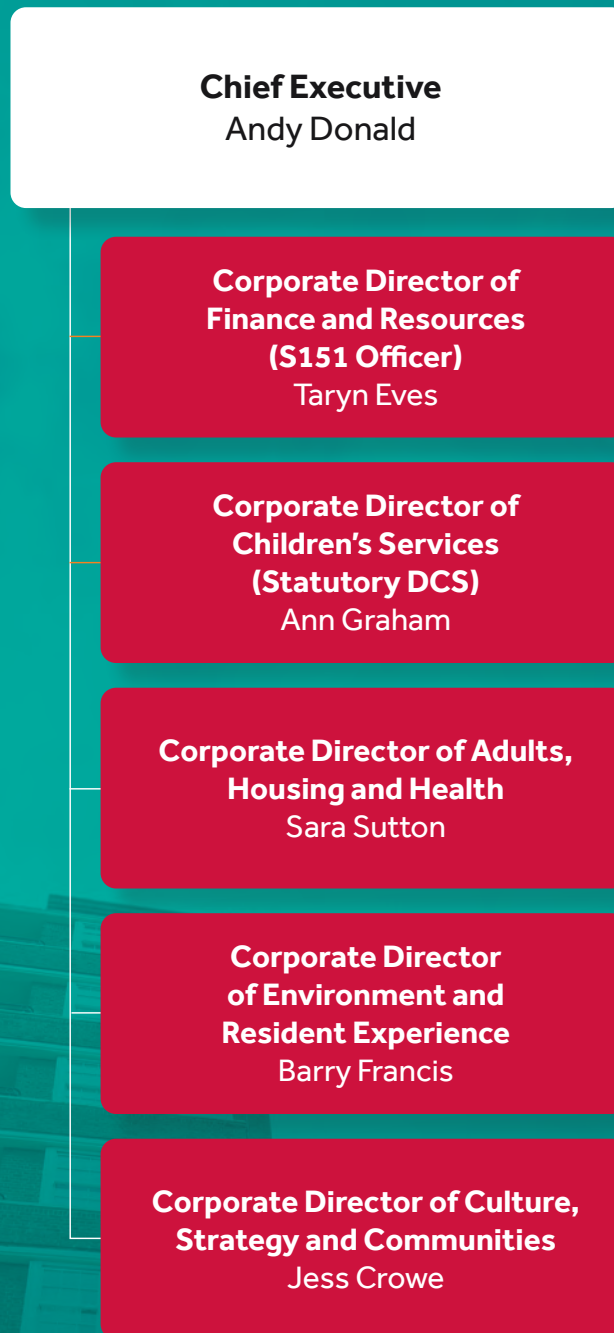 Chief Executive
Andy Donald
Corporate Director of
Finance and Resources
(S151 Officer)
Taryn Eves
Corporate Director of
Children’s Services
(Statutory DCS)
Ann Graham
Corporate Director of Adults,
Housing and Health
Sara Sutton
Corporate Director
of Environment and
Resident Experience
Barry Francis
Corporate Director of Culture,
Strategy and Communities
Jess Crowe